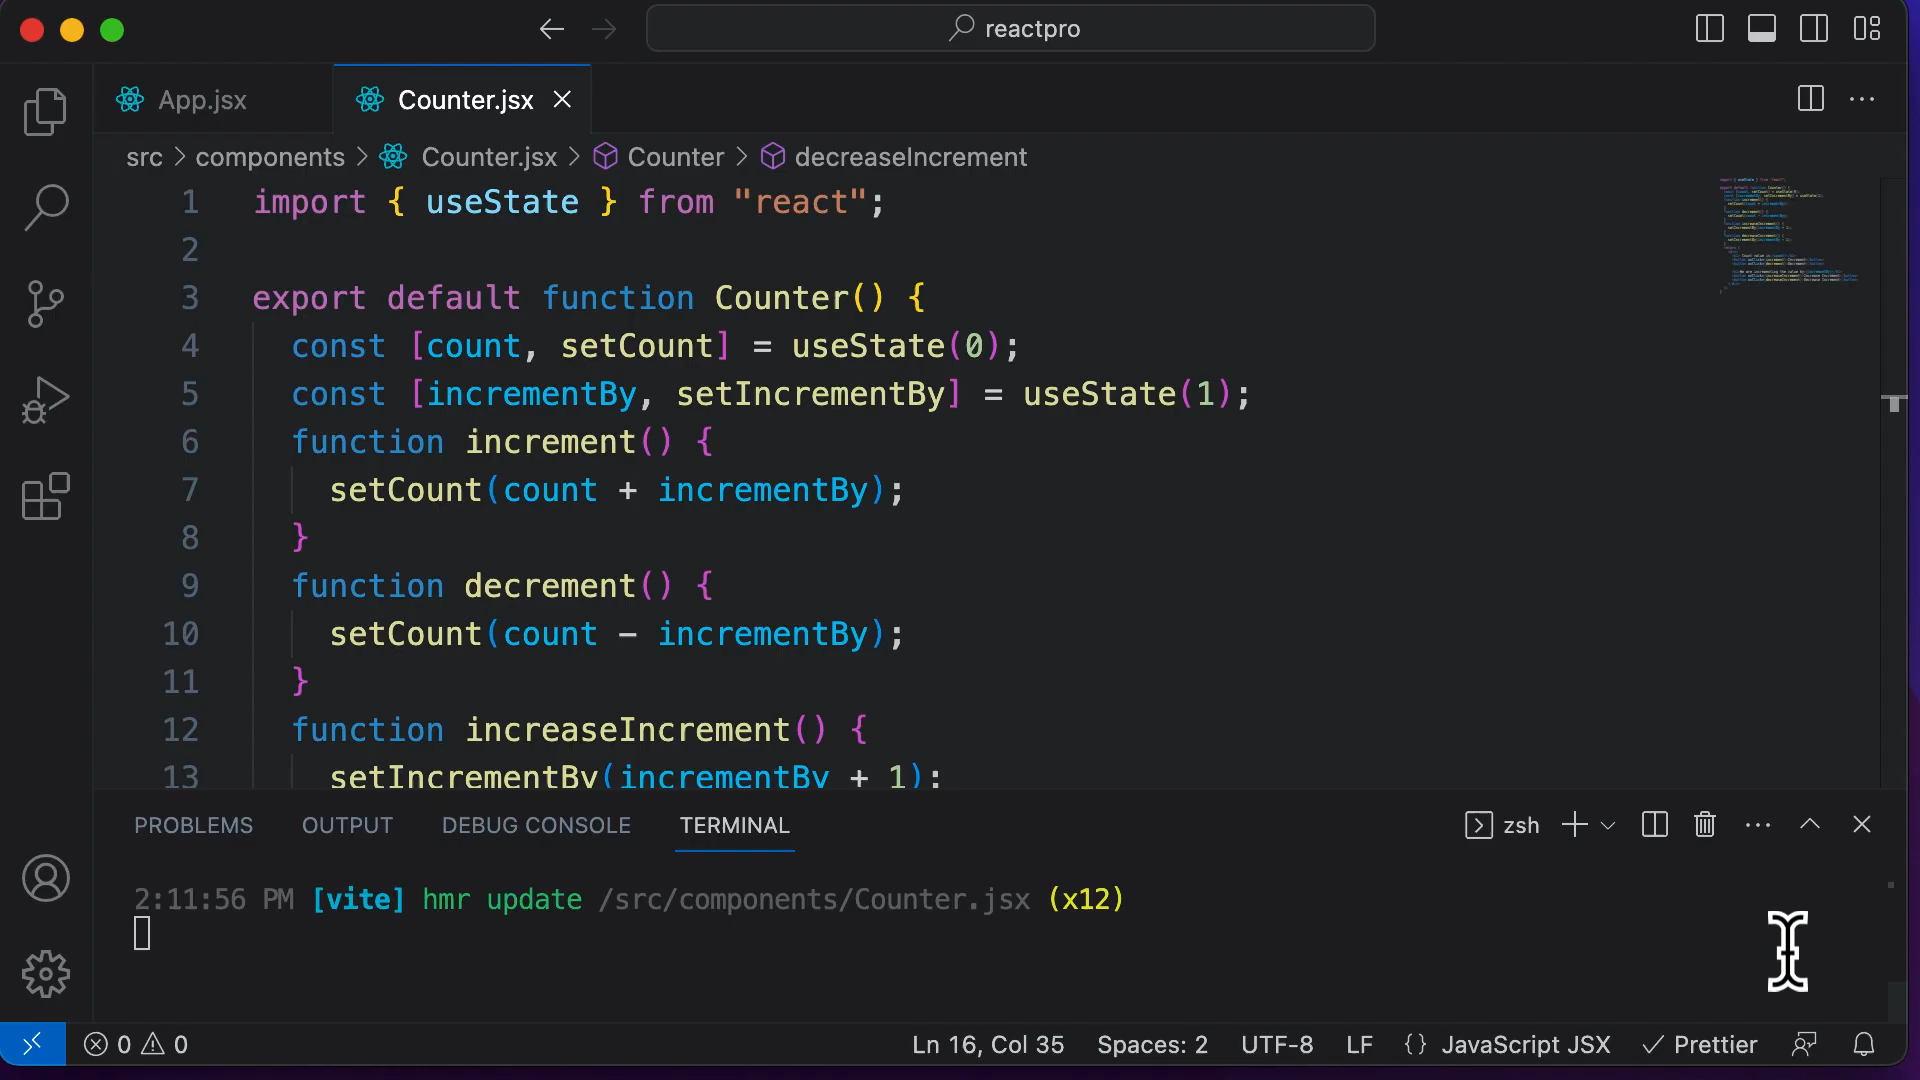 reactpro
App.jsx
Counter.jsx
src > components > Counter.jsx > Counter > decreaseIncrement
1 import { useState } from "react";
2
3 export default function Counter() {
4 const [count, setCount] = useState(0);
5 const [incrementBy, setIncrementBy] = useState(1);
6 function increment() {
7 setCount(count + incrementBy);
8 }
9 function decrement() {
10 setCount(count - incrementBy);
11 }
12 function increaseIncrement() {
13 setIncrementBy(incrementBy + 1);
PROBLEMS OUTPUT DEBUG CONSOLE TERMINAL
zsh
2:11:56 PM [vite] hmr update /src/components/Counter.jsx (x12)
0 0
Ln 16, Col 35 Spaces: 2 UTF-8 LF {} JavaScript JSX Prettier